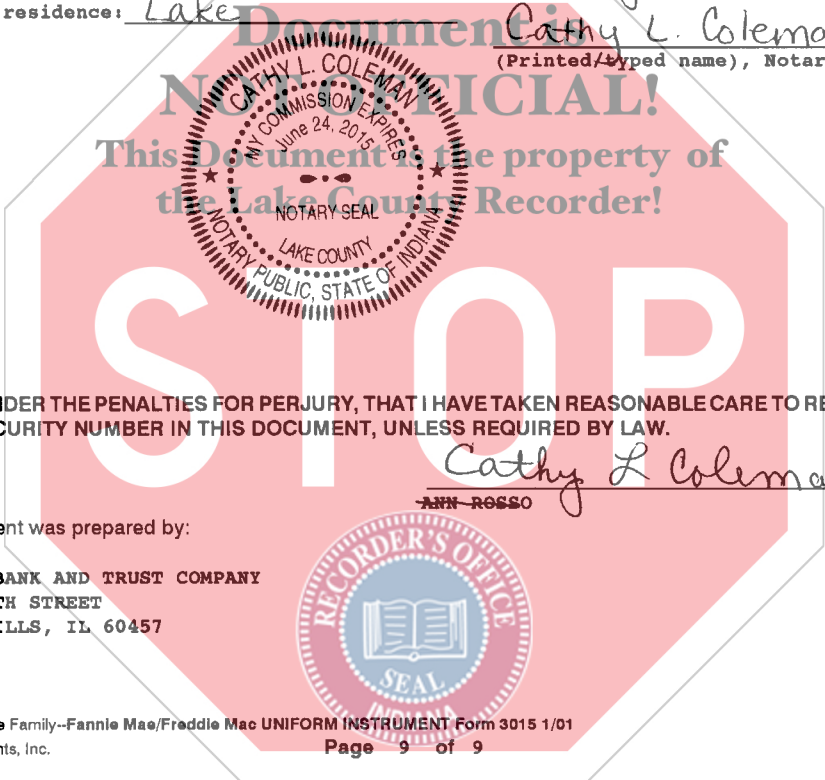 residence: Lake
Document is
Cathy L. Colema
(Printed/typed name), Notar
NOT OFFICIAL!
This Document is the property of
the Lake County Recorder!
CATHY L. COLEMAN
MY COMMISSION EXPIRES
June 24, 2015
NOTARY SEAL
LAKE COUNTY
NOTARY PUBLIC, STATE OF INDIANA
STOP
NDER THE PENALTIES FOR PERJURY, THAT I HAVE TAKEN REASONABLE CARE TO RE
CURITY NUMBER IN THIS DOCUMENT, UNLESS REQUIRED BY LAW.
Cathy L Colema
ANN ROSSO
ent was prepared by:
BANK AND TRUST COMPANY
TH STREET
ILLS, IL 60457
RECORDER'S OFFICE
SEAL
INDIANA
e Family--Fannie Mae/Freddie Mac UNIFORM INSTRUMENT Form 3015 1/01
nts, Inc.
Page 9 of 9